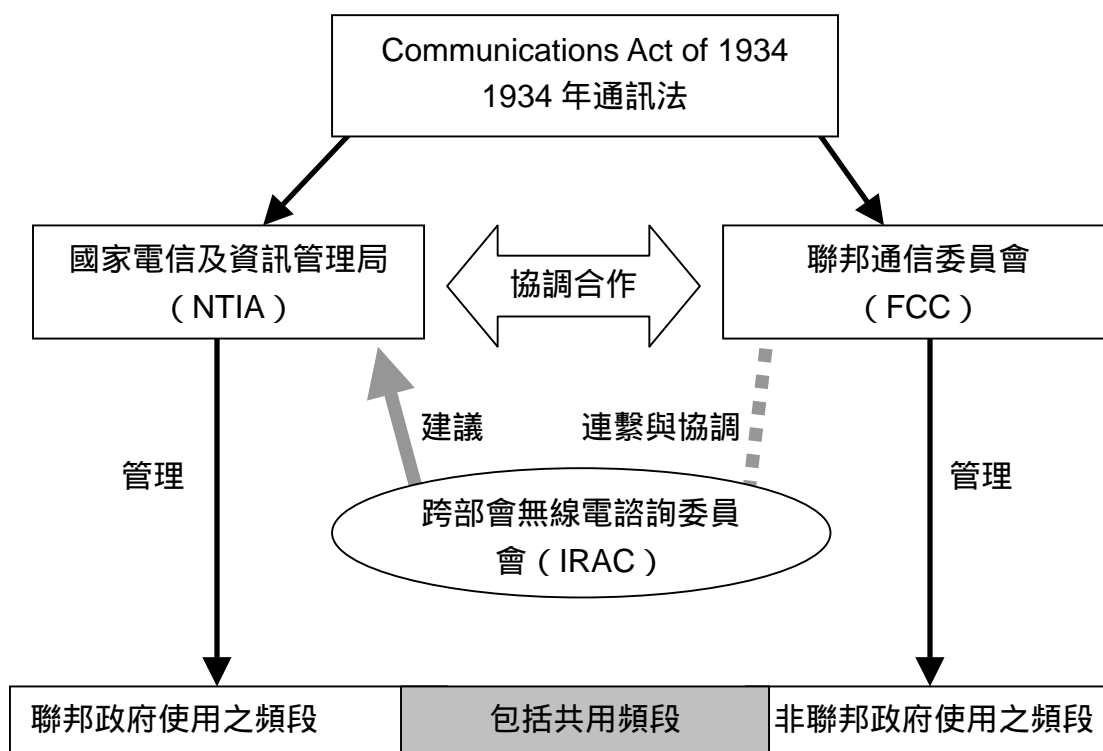 Communications Act of 1934
1934 年通訊法
國家電信及資訊管理局
（NTIA）
協調合作
聯邦通信委員會
（FCC）
建議
連繫與協調
管理
管理
跨部會無線電諮詢委員
會（IRAC）
聯邦政府使用之頻段
包括共用頻段
非聯邦政府使用之頻段